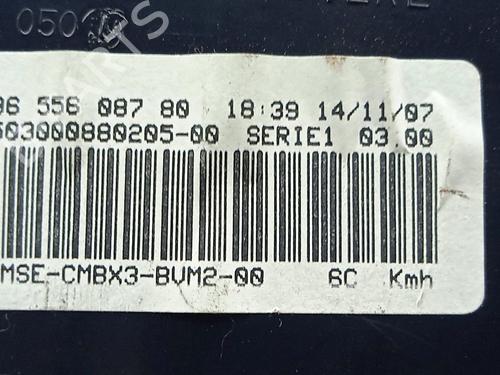 050
96 556 087 80 18:39 14/11/07
503000880205-00 SERIE1 03.00
MSE-CMBX3-BVM2-00 6C Kmh